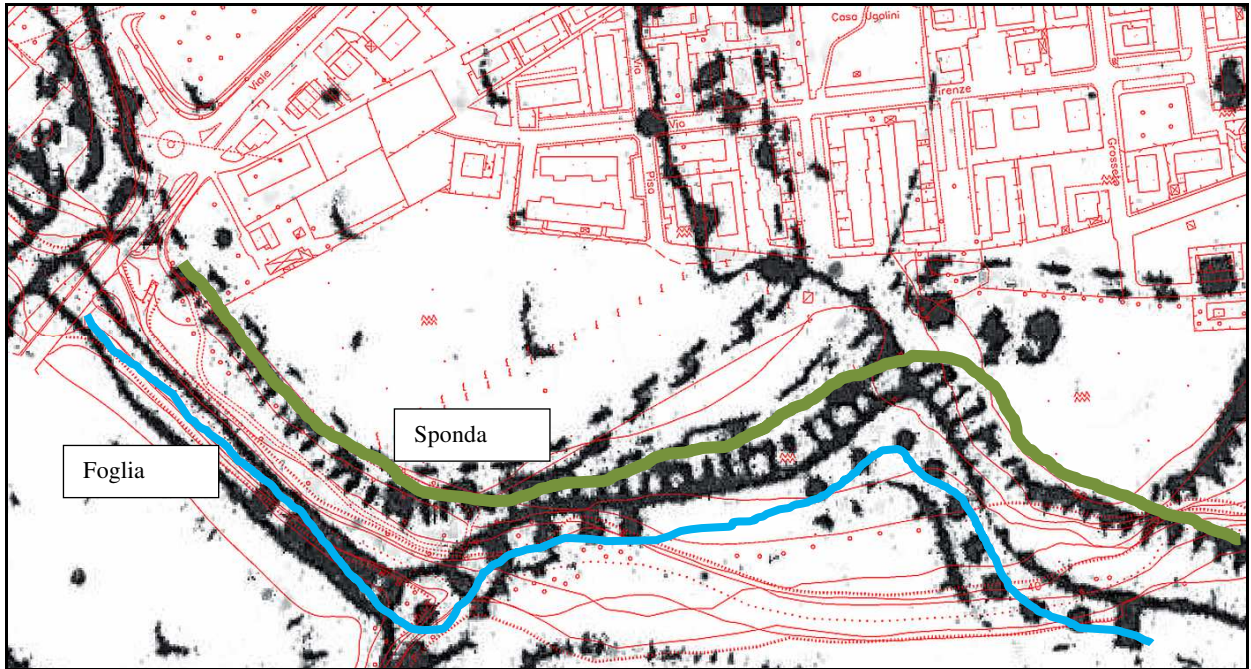 Casa Ugolini
Viale
Via
Via
Firenze
Pisa
Grosseto
Sponda
Foglia